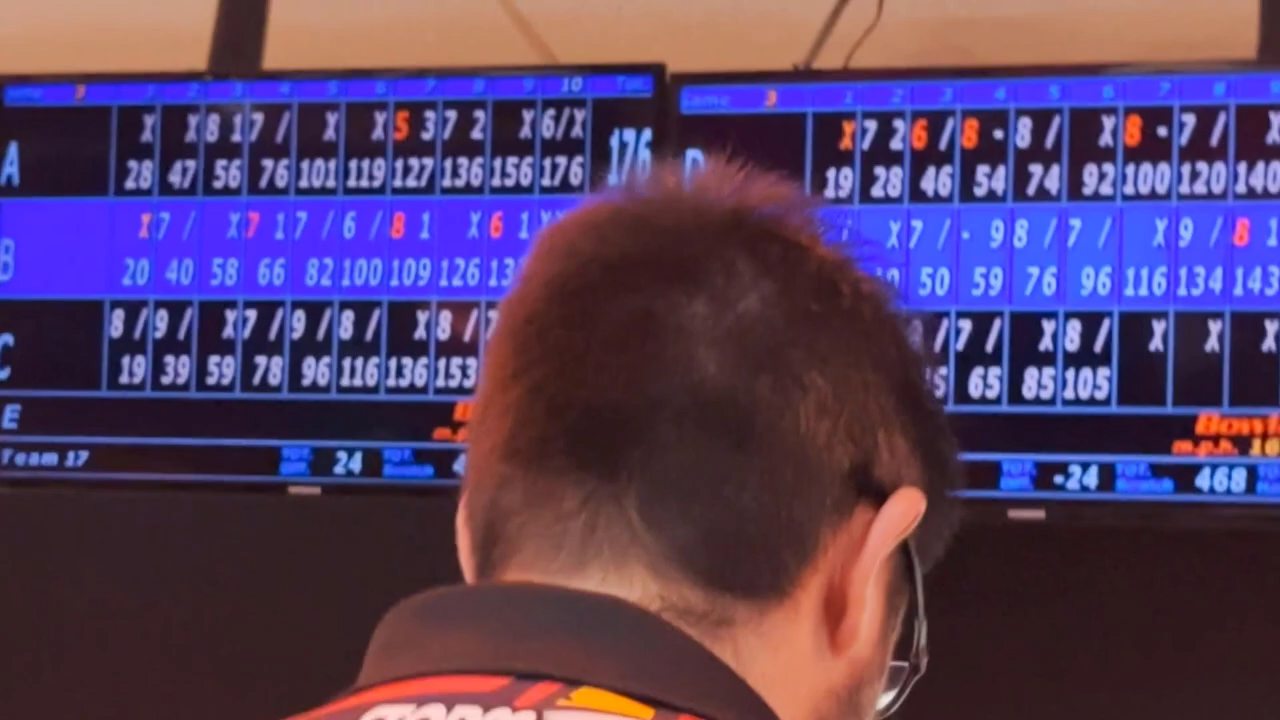 Game 3 1 2 3 4 5 6 7 8 9 10 Tot.
A X X 8 1 7 / X X 5 3 7 2 X 6/X
28 47 56 76 101 119 127 136 156 176 176
B X 7 / X 7 1 7 / 6 / 8 1 X 6 1
20 40 58 66 82 100 109 126
C 8 / 9 / X 7 / 9 / 8 / X 8 /
19 39 59 78 96 116 136 153
E
m.p.h.
Team 17 24
Game 3 1 2 3 4 5 6 7 8
X 7 2 6 / 8 - 8 / X 8 - 7 / X
19 28 46 54 74 92 100 120 140
X 7 / - 9 8 / 7 / X 9 / 8 1
50 59 76 96 116 134 143
/ 7 / X 8 / X X X
65 85 105
Bowl
m.p.h. 16
-24 468
STORM